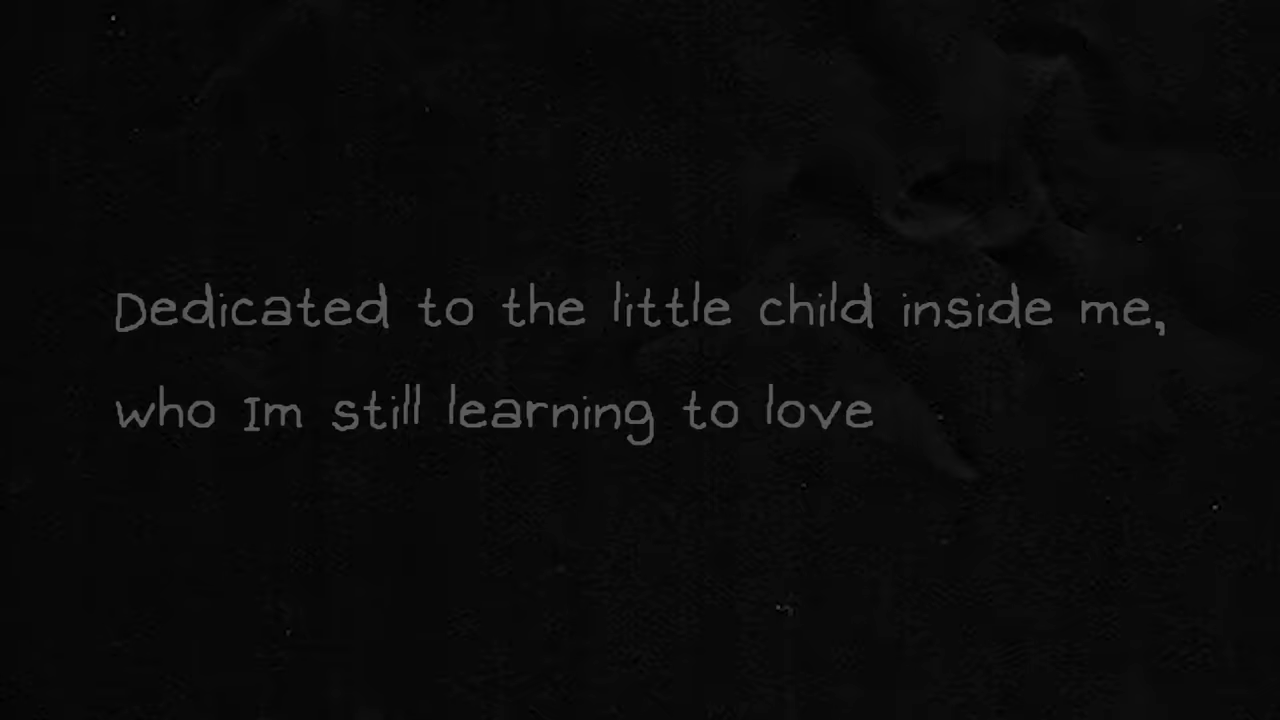 Dedicated to the little child inside me,
who Im still learning to love